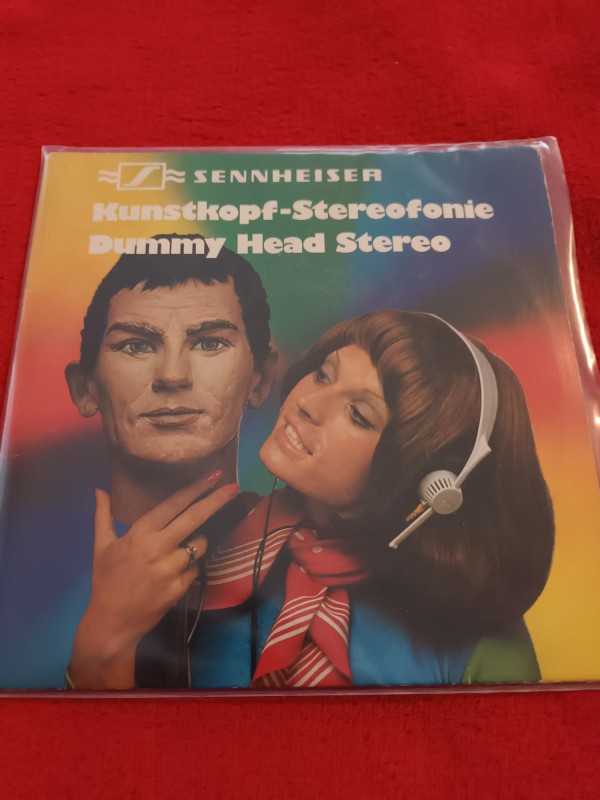 SENNHEISER
Kunstkopf-Stereofonie
Dummy Head Stereo